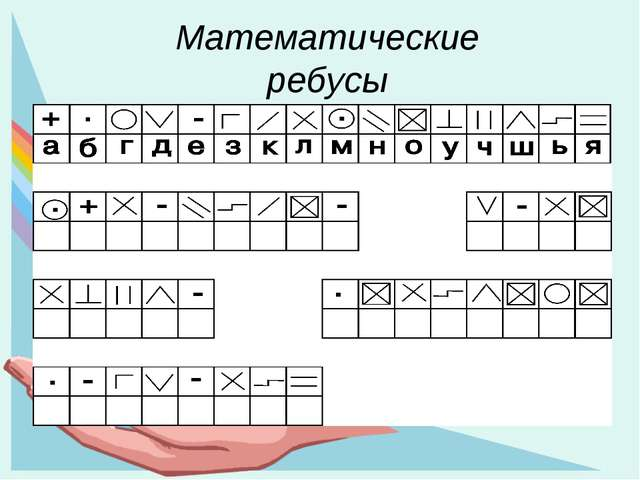 Математические
ребусы
+ · ○ ∨ - Г / × ⊙ \\ ⊠ ⊥ || ∧ ⌐ =
а б г д е з к л м н о у ч ш ь я